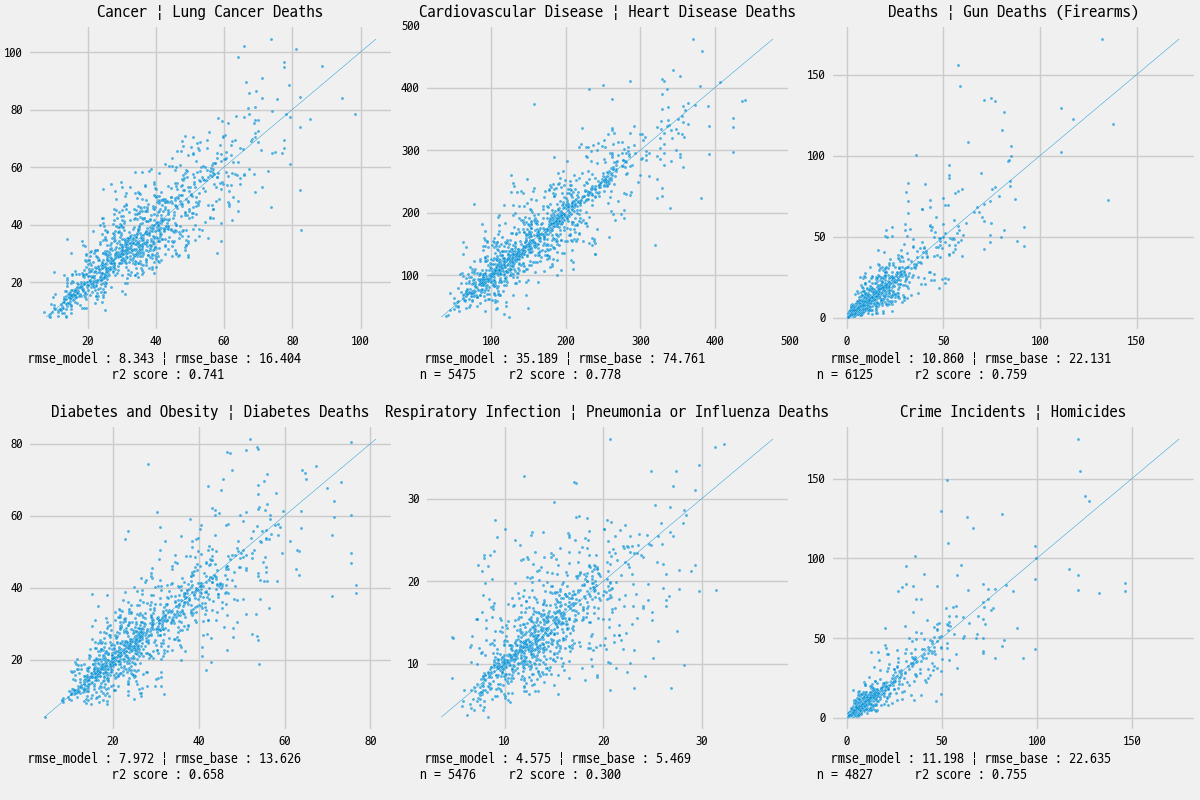 Cancer ¦ Lung Cancer Deaths
100
80
60
40
20
20
40
60
80
100
rmse_model : 8.343 ¦ rmse_base : 16.404
r2 score : 0.741
Cardiovascular Disease ¦ Heart Disease Deaths
500
400
300
200
100
100
200
300
400
500
rmse_model : 35.189 ¦ rmse_base : 74.761
n = 5475 r2 score : 0.778
Deaths ¦ Gun Deaths (Firearms)
150
100
50
0
0
50
100
150
rmse_model : 10.860 ¦ rmse_base : 22.131
n = 6125 r2 score : 0.759
Diabetes and Obesity ¦ Diabetes Deaths
80
60
40
20
20
40
60
80
rmse_model : 7.972 ¦ rmse_base : 13.626
r2 score : 0.658
Respiratory Infection ¦ Pneumonia or Influenza Deaths
30
20
10
10
20
30
rmse_model : 4.575 ¦ rmse_base : 5.469
n = 5476 r2 score : 0.300
Crime Incidents ¦ Homicides
150
100
50
0
0
50
100
150
rmse_model : 11.198 ¦ rmse_base : 22.635
n = 4827 r2 score : 0.755